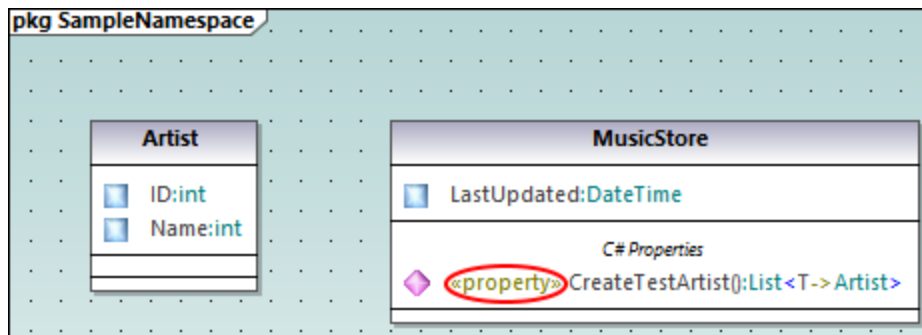 pkg SampleNamespace
Artist
ID:int
Name:int
MusicStore
LastUpdated:DateTime
C# Properties
«property»CreateTestArtist():List<T->Artist>